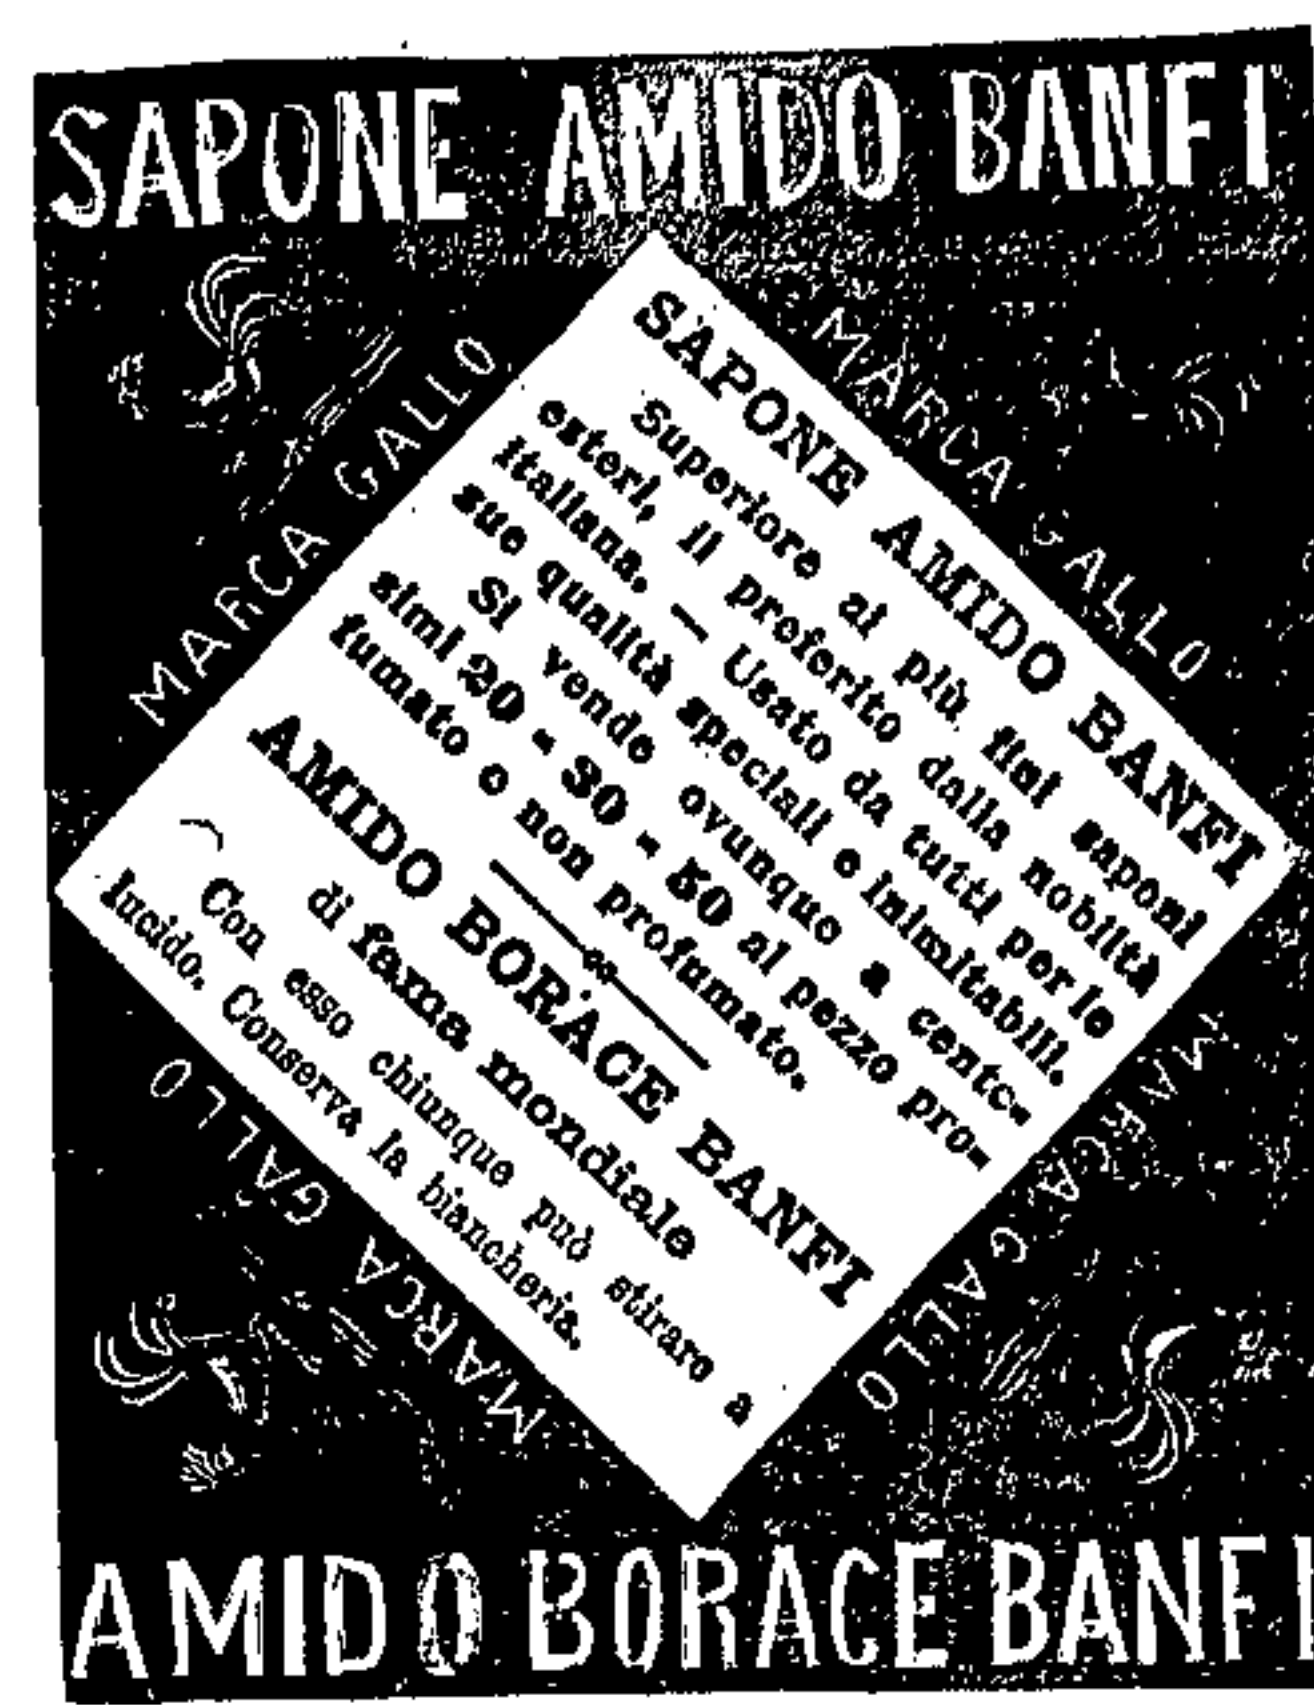 SAPONE AMIDO BANFI
MARCA GALLO
MARCA GALLO
SAPONE AMIDO BANFI
Superiore ai più fini saponi
esteri, il preferito dalla nobiltà
italiana. — Usato da tutti per le
sue qualità speciali e inimitabili.
Si vende ovunque a cente-
simi 20 - 30 - 50 al pezzo pro-
fumato e non profumato.
AMIDO BORACE BANFI
di fama mondiale
Con esso chiunque può stirare a
lucido. Conserva la biancheria.
MARCA GALLO
MARCA GALLO
AMIDO BORACE BANFI